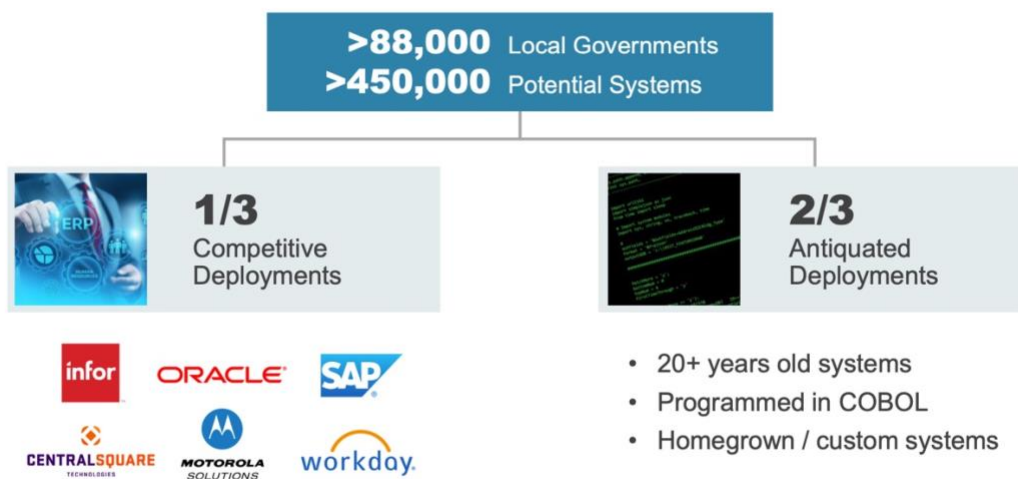 >88,000 Local Governments
>450,000 Potential Systems
1/3
Competitive
Deployments
ERP
2/3
Antiquated
Deployments
infor
ORACLE
SAP
CENTRALSQUARE
TECHNOLOGIES
MOTOROLA
SOLUTIONS
workday.
• 20+ years old systems
• Programmed in COBOL
• Homegrown / custom systems